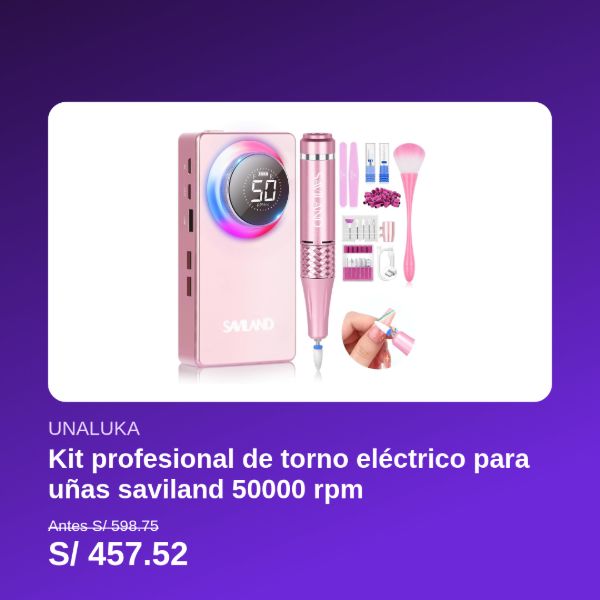 50
SAVILAND
SAVILAND
UNALUKA
Kit profesional de torno eléctrico para
uñas saviland 50000 rpm
Antes S/ 598.75
S/ 457.52